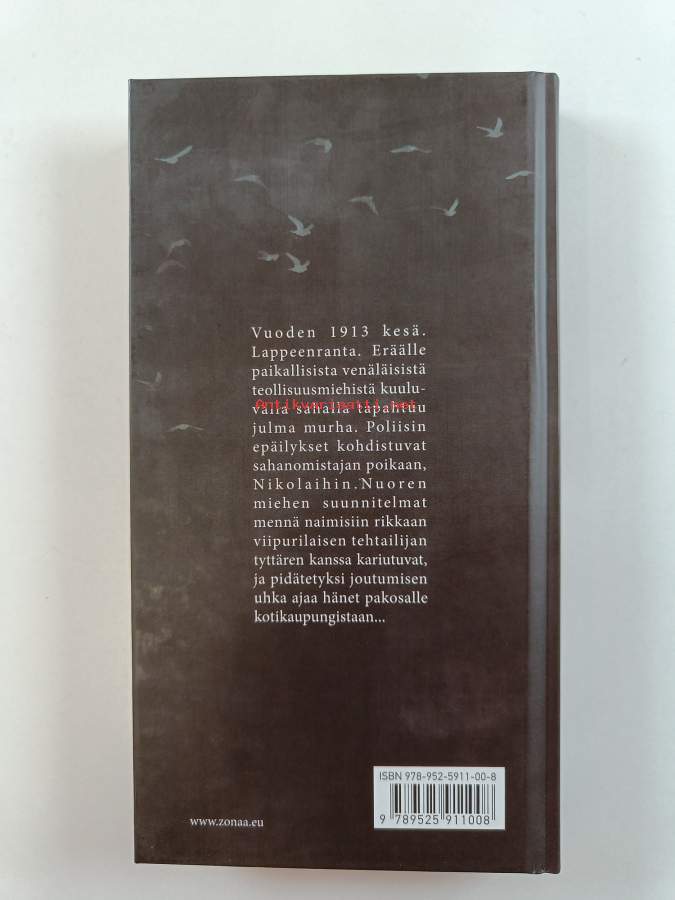 Vuoden 1913 kesä.
Lappeenranta. Eräälle
paikallisista venäläisistä
teollisuusmiehistä kuulu-
valla sahalla tapahtuu
Antikvariaatti.net
julma murha. Poliisin
epäilykset kohdistuvat
sahanomistajan poikaan,
Nikolaihin.Nuoren
miehen suunnitelmat
mennä naimisiin rikkaan
viipurilaisen tehtailijan
tyttären kanssa kariutuvat,
ja pidätetyksi joutumisen
uhka ajaa hänet pakosalle
kotikaupungistaan...
ISBN 978-952-5911-00-8
9 789525 911008
www.zonaa.eu